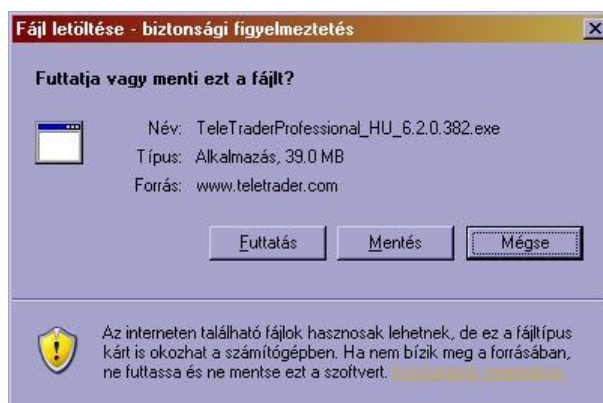 Fájl letöltése - biztonsági figyelmeztetés
Futtatja vagy menti ezt a fájlt?
Név: TeleTraderProfessional_HU_6.2.0.382.exe
Típus: Alkalmazás, 39.0 MB
Forrás: www.teletrader.com
Futtatás Mentés Mégse
Az interneten található fájlok hasznosak lehetnek, de ez a fájltípus
kárt is okozhat a számítógépben. Ha nem bízik meg a forrásában,
ne futtassa és ne mentse ezt a szoftvert.